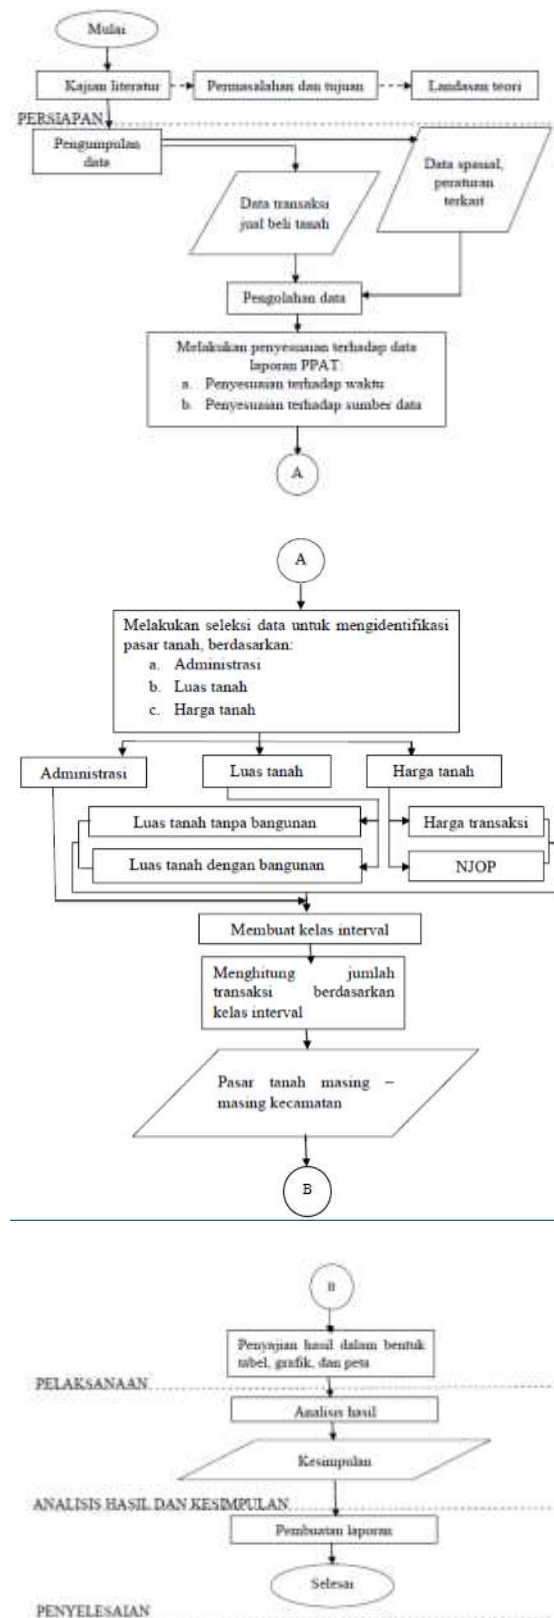 Mulai
Kajian literatur
Permasalahan dan tujuan
Landasan teori
PERSIAPAN
Pengumpulan
data
Data spasial,
peraturan
terkait
Data transaksi
jual beli tanah
Pengolahan data
Melakukan penyesuaian terhadap data
laporan PPAT:
a. Penyesuaian terhadap waktu
b. Penyesuaian terhadap sumber data
A
A
Melakukan seleksi data untuk mengidentifikasi
pasar tanah, berdasarkan:
a. Administrasi
b. Luas tanah
c. Harga tanah
Administrasi
Luas tanah
Harga tanah
Luas tanah tanpa bangunan
Harga transaksi
Luas tanah dengan bangunan
NJOP
Membuat kelas interval
Menghitung jumlah
transaksi berdasarkan
kelas interval
Pasar tanah masing –
masing kecamatan
B
B
Penyajian hasil dalam bentuk
tabel, grafik, dan peta
PELAKSANAAN
Analisis hasil
Kesimpulan
ANALISIS HASIL DAN KESIMPULAN
Pembuatan laporan
Selesai
PENYELESAIAN